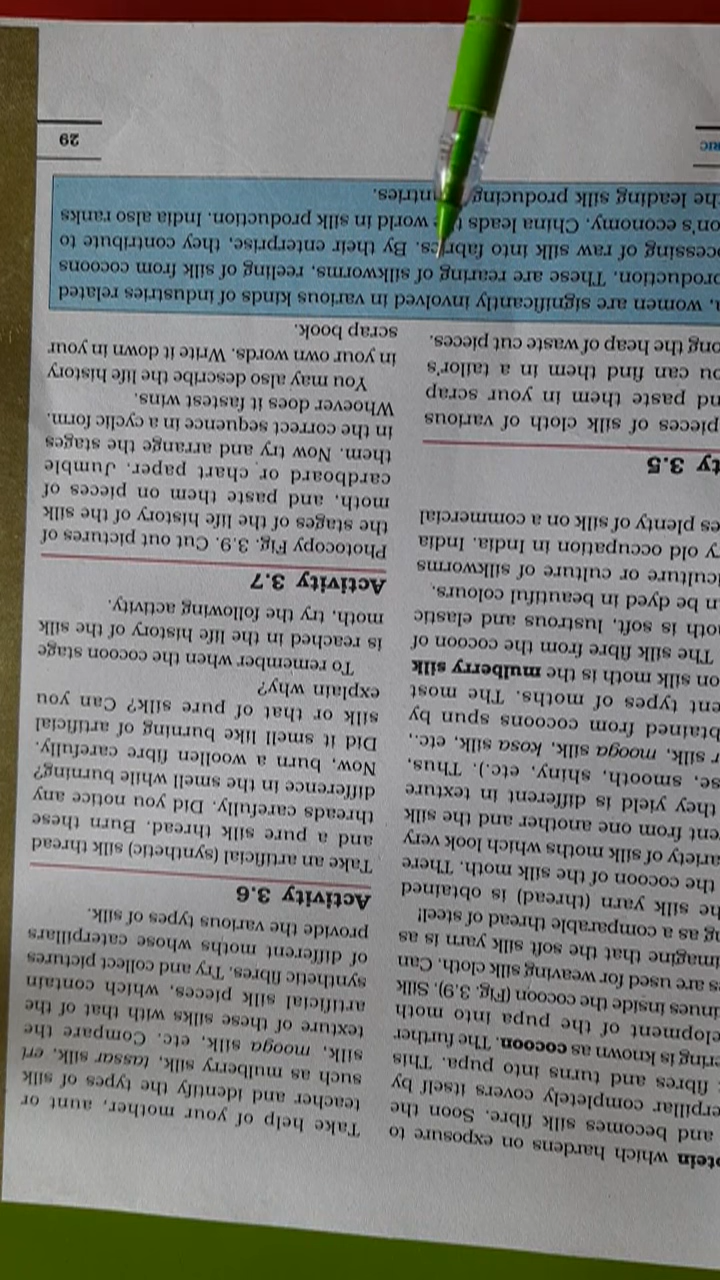 otein which hardens on exposure to
and becomes silk fibre. Soon the
erpillar completely covers itself by
fibres and turns into pupa. This
ering is known as cocoon. The further
elopment of the pupa into moth
inues inside the cocoon (Fig. 3.9). Silk
es are used for weaving silk cloth. Can
imagine that the soft silk yarn is as
ng as a comparable thread of steel!
he silk yarn (thread) is obtained
the cocoon of the silk moth. There
ariety of silk moths which look very
rent from one another and the silk
they yield is different in texture
se, smooth, shiny, etc.). Thus,
r silk, mooga silk, kosa silk, etc.,
btained from cocoons spun by
ent types of moths. The most
on silk moth is the mulberry silk
The silk fibre from the cocoon of
oth is soft, lustrous and elastic
n be dyed in beautiful colours.
iculture or culture of silkworms
ry old occupation in India. India
es plenty of silk on a commercial
ty 3.5
pieces of silk cloth of various
nd paste them in your scrap
ou can find them in a tailor's
ong the heap of waste cut pieces.
Take help of your mother, aunt or
teacher and identify the types of silk
such as mulberry silk, tassar silk, eri
silk, mooga silk, etc. Compare the
texture of these silks with that of the
artificial silk pieces, which contain
synthetic fibres. Try and collect pictures
of different moths whose caterpillars
provide the various types of silk.
Activity 3.6
Take an artificial (synthetic) silk thread
and a pure silk thread. Burn these
threads carefully. Did you notice any
difference in the smell while burning?
Now, burn a woollen fibre carefully.
Did it smell like burning of artificial
silk or that of pure silk? Can you
explain why?
To remember when the cocoon stage
is reached in the life history of the silk
moth, try the following activity.
Activity 3.7
Photocopy Fig. 3.9. Cut out pictures of
the stages of the life history of the silk
moth, and paste them on pieces of
cardboard or chart paper. Jumble
them. Now try and arrange the stages
in the correct sequence in a cyclic form.
Whoever does it fastest wins.
You may also describe the life history
in your own words. Write it down in your
scrap book.
, women are significantly involved in various kinds of industries related
production. These are rearing of silkworms, reeling of silk from cocoons
cessing of raw silk into fabrics. By their enterprise, they contribute to
on's economy. China leads the world in silk production. India also ranks
he leading silk producing countries.
RIC
29